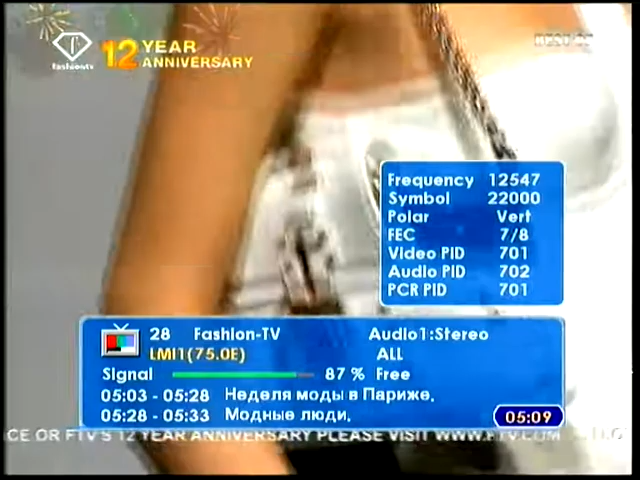 fashiontv
12 YEAR
ANNIVERSARY
BEST OF
Frequency 12547
Symbol 22000
Polar Vert
FEC 7/8
Video PID 701
Audio PID 702
PCR PID 701
28 Fashion-TV Audio1:Stereo
LMI1(75.0E) ALL
Signal 87 % Free
05:03 - 05:28 Неделя моды в Париже.
05:28 - 05:33 Модные люди.
05:09
CE OR FTV'S 12 YEAR ANNIVERSARY PLEASE VISIT WWW.FTV.COM